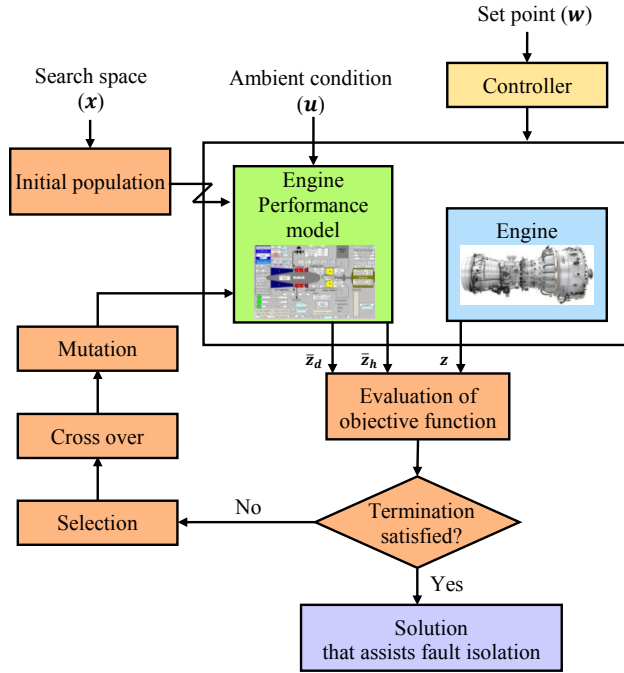 Set point (w)
Search space
(x)
Ambient condition
(u)
Controller
Initial population
Engine
Performance
model
Engine
Mutation
z̄d
z̄h
z
Evaluation of
objective function
Cross over
Selection
No
Termination
satisfied?
Yes
Solution
that assists fault isolation